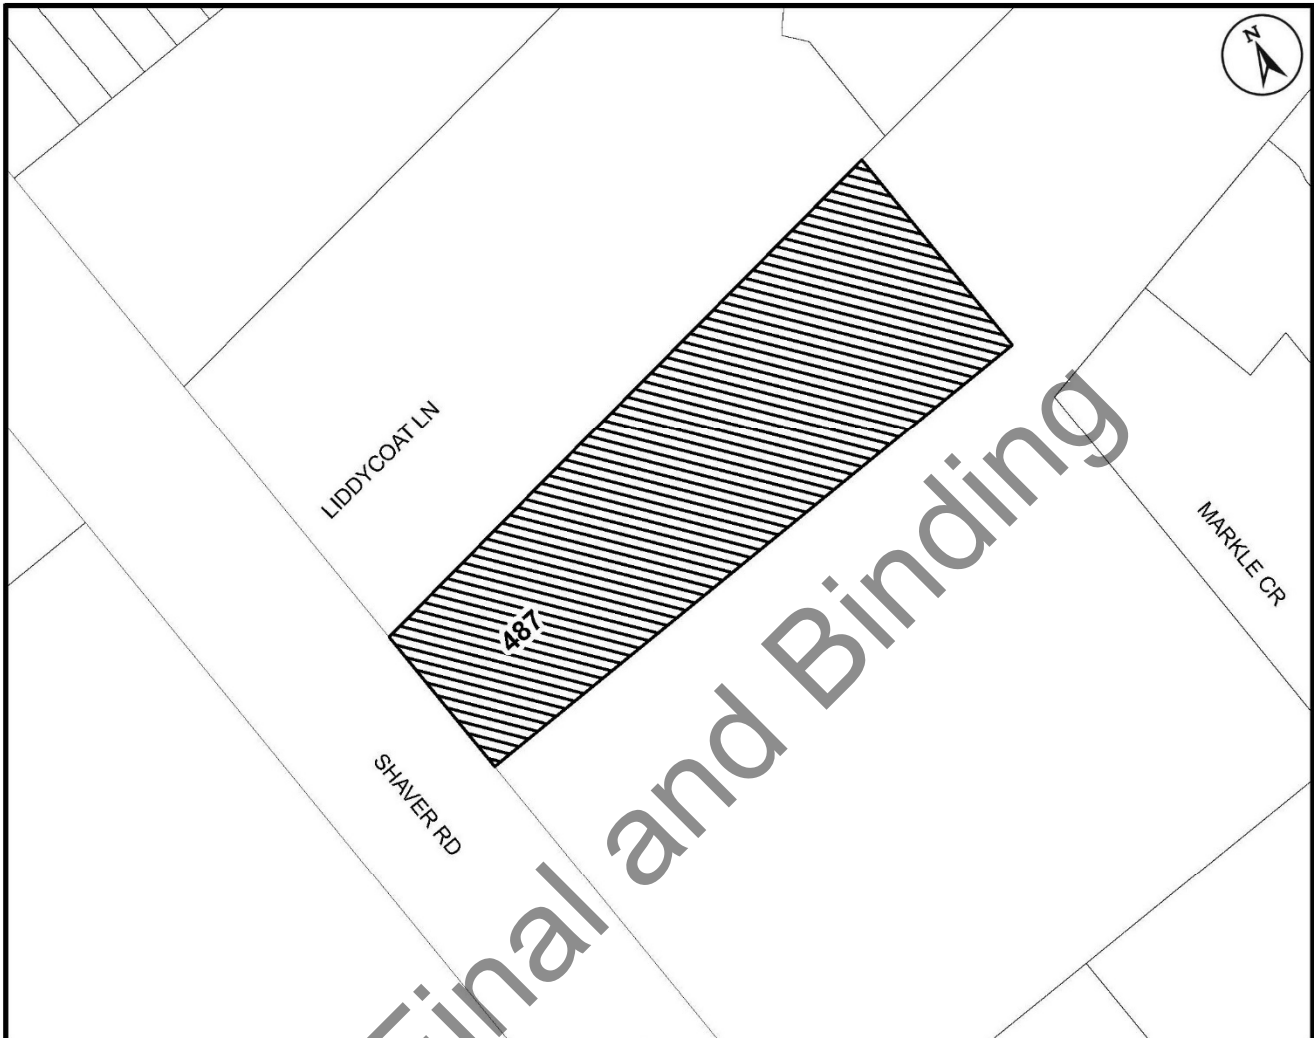 N
LIDDYCOAT LN
MARKLE CR
487
SHAVER RD
Final and Binding